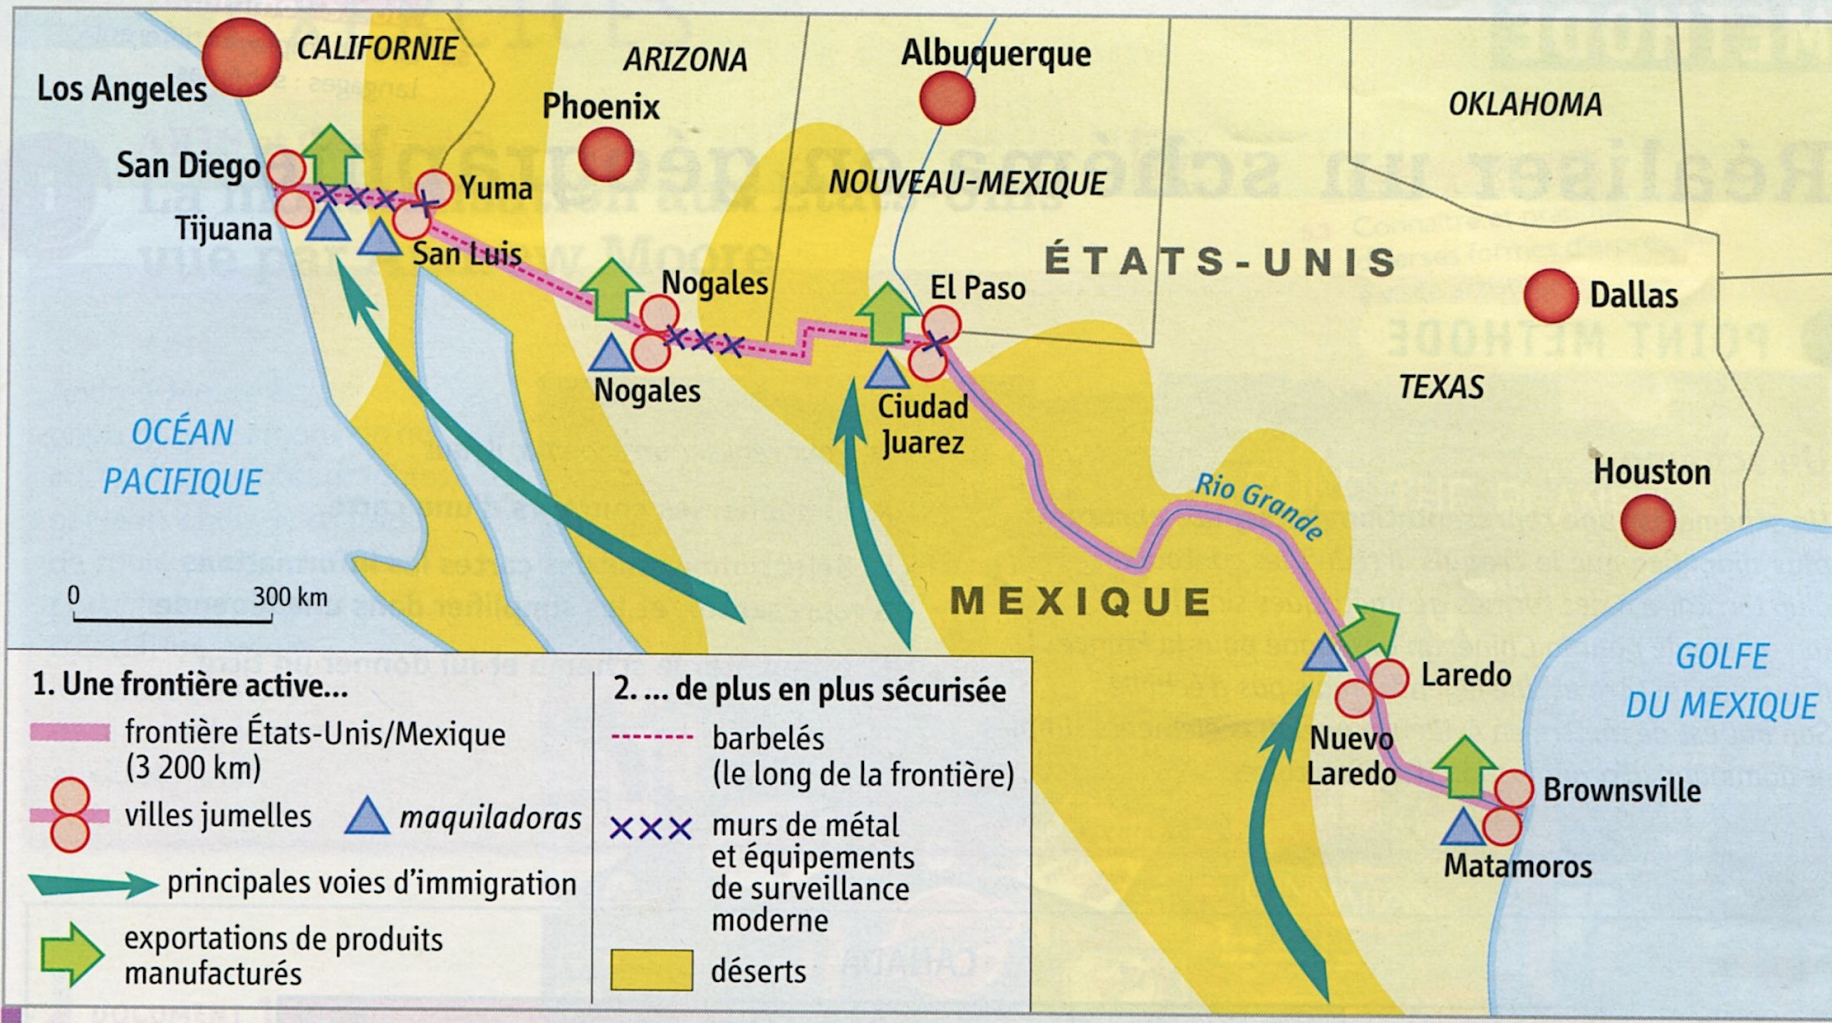 CALIFORNIE
ARIZONA
Albuquerque
Los Angeles
Phoenix
OKLAHOMA
San Diego
Yuma
NOUVEAU-MEXIQUE
Tijuana
San Luis
ÉTATS-UNIS
Nogales
El Paso
Dallas
Nogales
Ciudad
Juarez
TEXAS
OCÉAN
PACIFIQUE
Houston
Rio Grande
0 300 km
MEXIQUE
GOLFE
DU MEXIQUE
Laredo
Nuevo
Laredo
Brownsville
Matamoros
1. Une frontière active...
frontière États-Unis/Mexique
(3 200 km)
villes jumelles
maquiladoras
principales voies d'immigration
exportations de produits
manufacturés
2. ... de plus en plus sécurisée
barbelés
(le long de la frontière)
murs de métal
et équipements
de surveillance
moderne
déserts